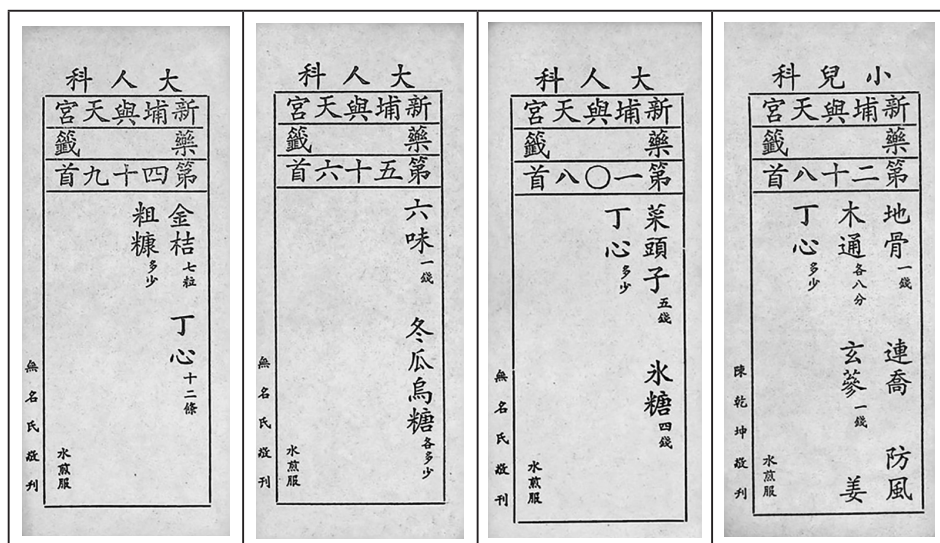 大人科
新埔與天宮
藥籤
第四十九首
金桔七粒 丁心十二條
粗糠多少
水煎服
無名氏敬刊
大人科
新埔與天宮
藥籤
第五十六首
六味一錢 冬瓜烏糖各多少
水煎服
無名氏敬刊
大人科
新埔與天宮
藥籤
第一〇八首
菜頭子五錢 氷糖四錢
丁心多少
水煎服
無名氏敬刊
小兒科
新埔與天宮
藥籤
第二十八首
地骨一錢 連喬 防風
木通各八分 玄蔘一錢 姜
丁心多少
水煎服
陳乾坤敬刊